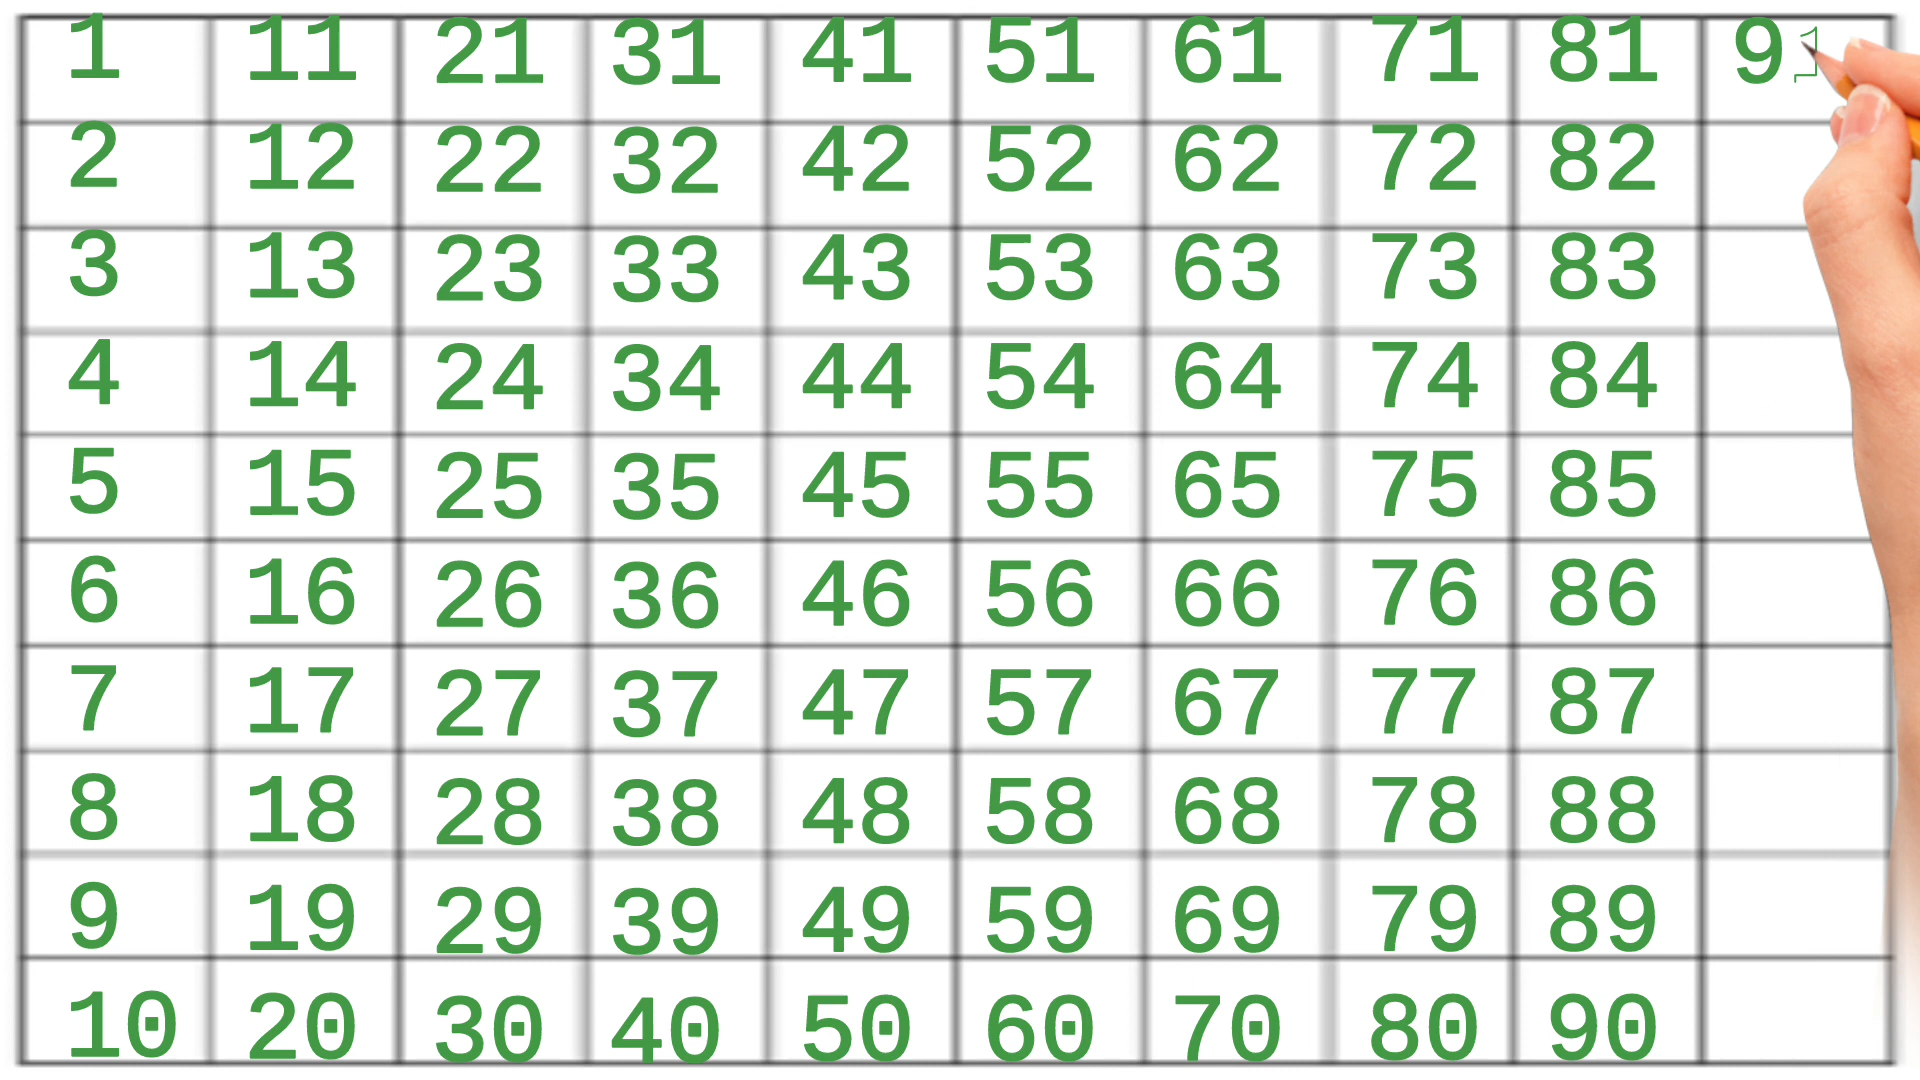 1 11 21 31 41 51 61 71 81 91
2 12 22 32 42 52 62 72 82
3 13 23 33 43 53 63 73 83
4 14 24 34 44 54 64 74 84
5 15 25 35 45 55 65 75 85
6 16 26 36 46 56 66 76 86
7 17 27 37 47 57 67 77 87
8 18 28 38 48 58 68 78 88
9 19 29 39 49 59 69 79 89
10 20 30 40 50 60 70 80 90